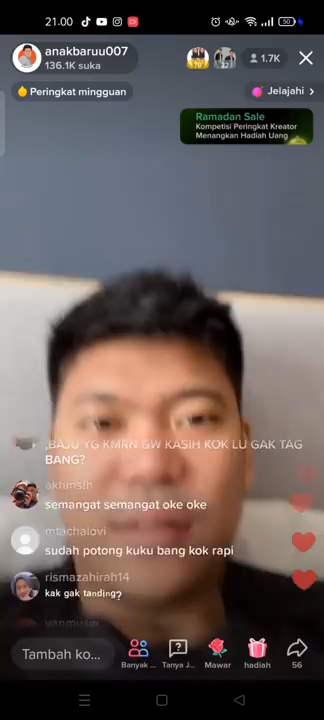 21.00
50
anakbaruu007
136.1K suka
1.7K
Peringkat mingguan
Jelajahi
Ramadan Sale
Kompetisi Peringkat Kreator
Menangkan Hadiah Uang
,BAJU YG KMRN GW KASIH KOK LU GAK TAG
BANG?
semangat semangat oke oke
mtachalovi
sudah potong kuku bang kok rapi
rismazahirah14
kak gak tanding?
Tambah ko...
Banyak ...
Tanya J...
Mawar
hadiah
56